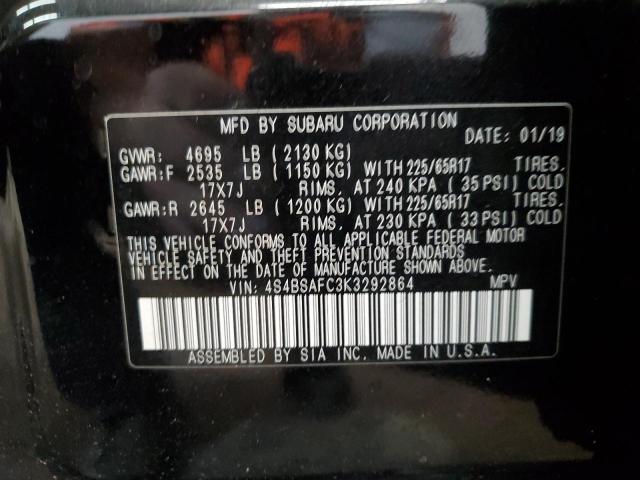 MFD BY SUBARU CORPORATION
DATE: 01/19
GVWR: 4695 LB (2130 KG)
GAWR:F 2535 LB (1150 KG) WITH 225/65R17 TIRES,
17X7J RIMS, AT 240 KPA (35 PSI) COLD
GAWR:R 2645 LB (1200 KG) WITH 225/65R17 TIRES,
17X7J RIMS, AT 230 KPA (33 PSI) COLD
THIS VEHICLE CONFORMS TO ALL APPLICABLE FEDERAL MOTOR
VEHICLE SAFETY AND THEFT PREVENTION STANDARDS
IN EFFECT ON THE DATE OF MANUFACTURE SHOWN ABOVE.
VIN: 4S4BSAFC3K3292864 MPV
ASSEMBLED BY SIA INC. MADE IN U.S.A.